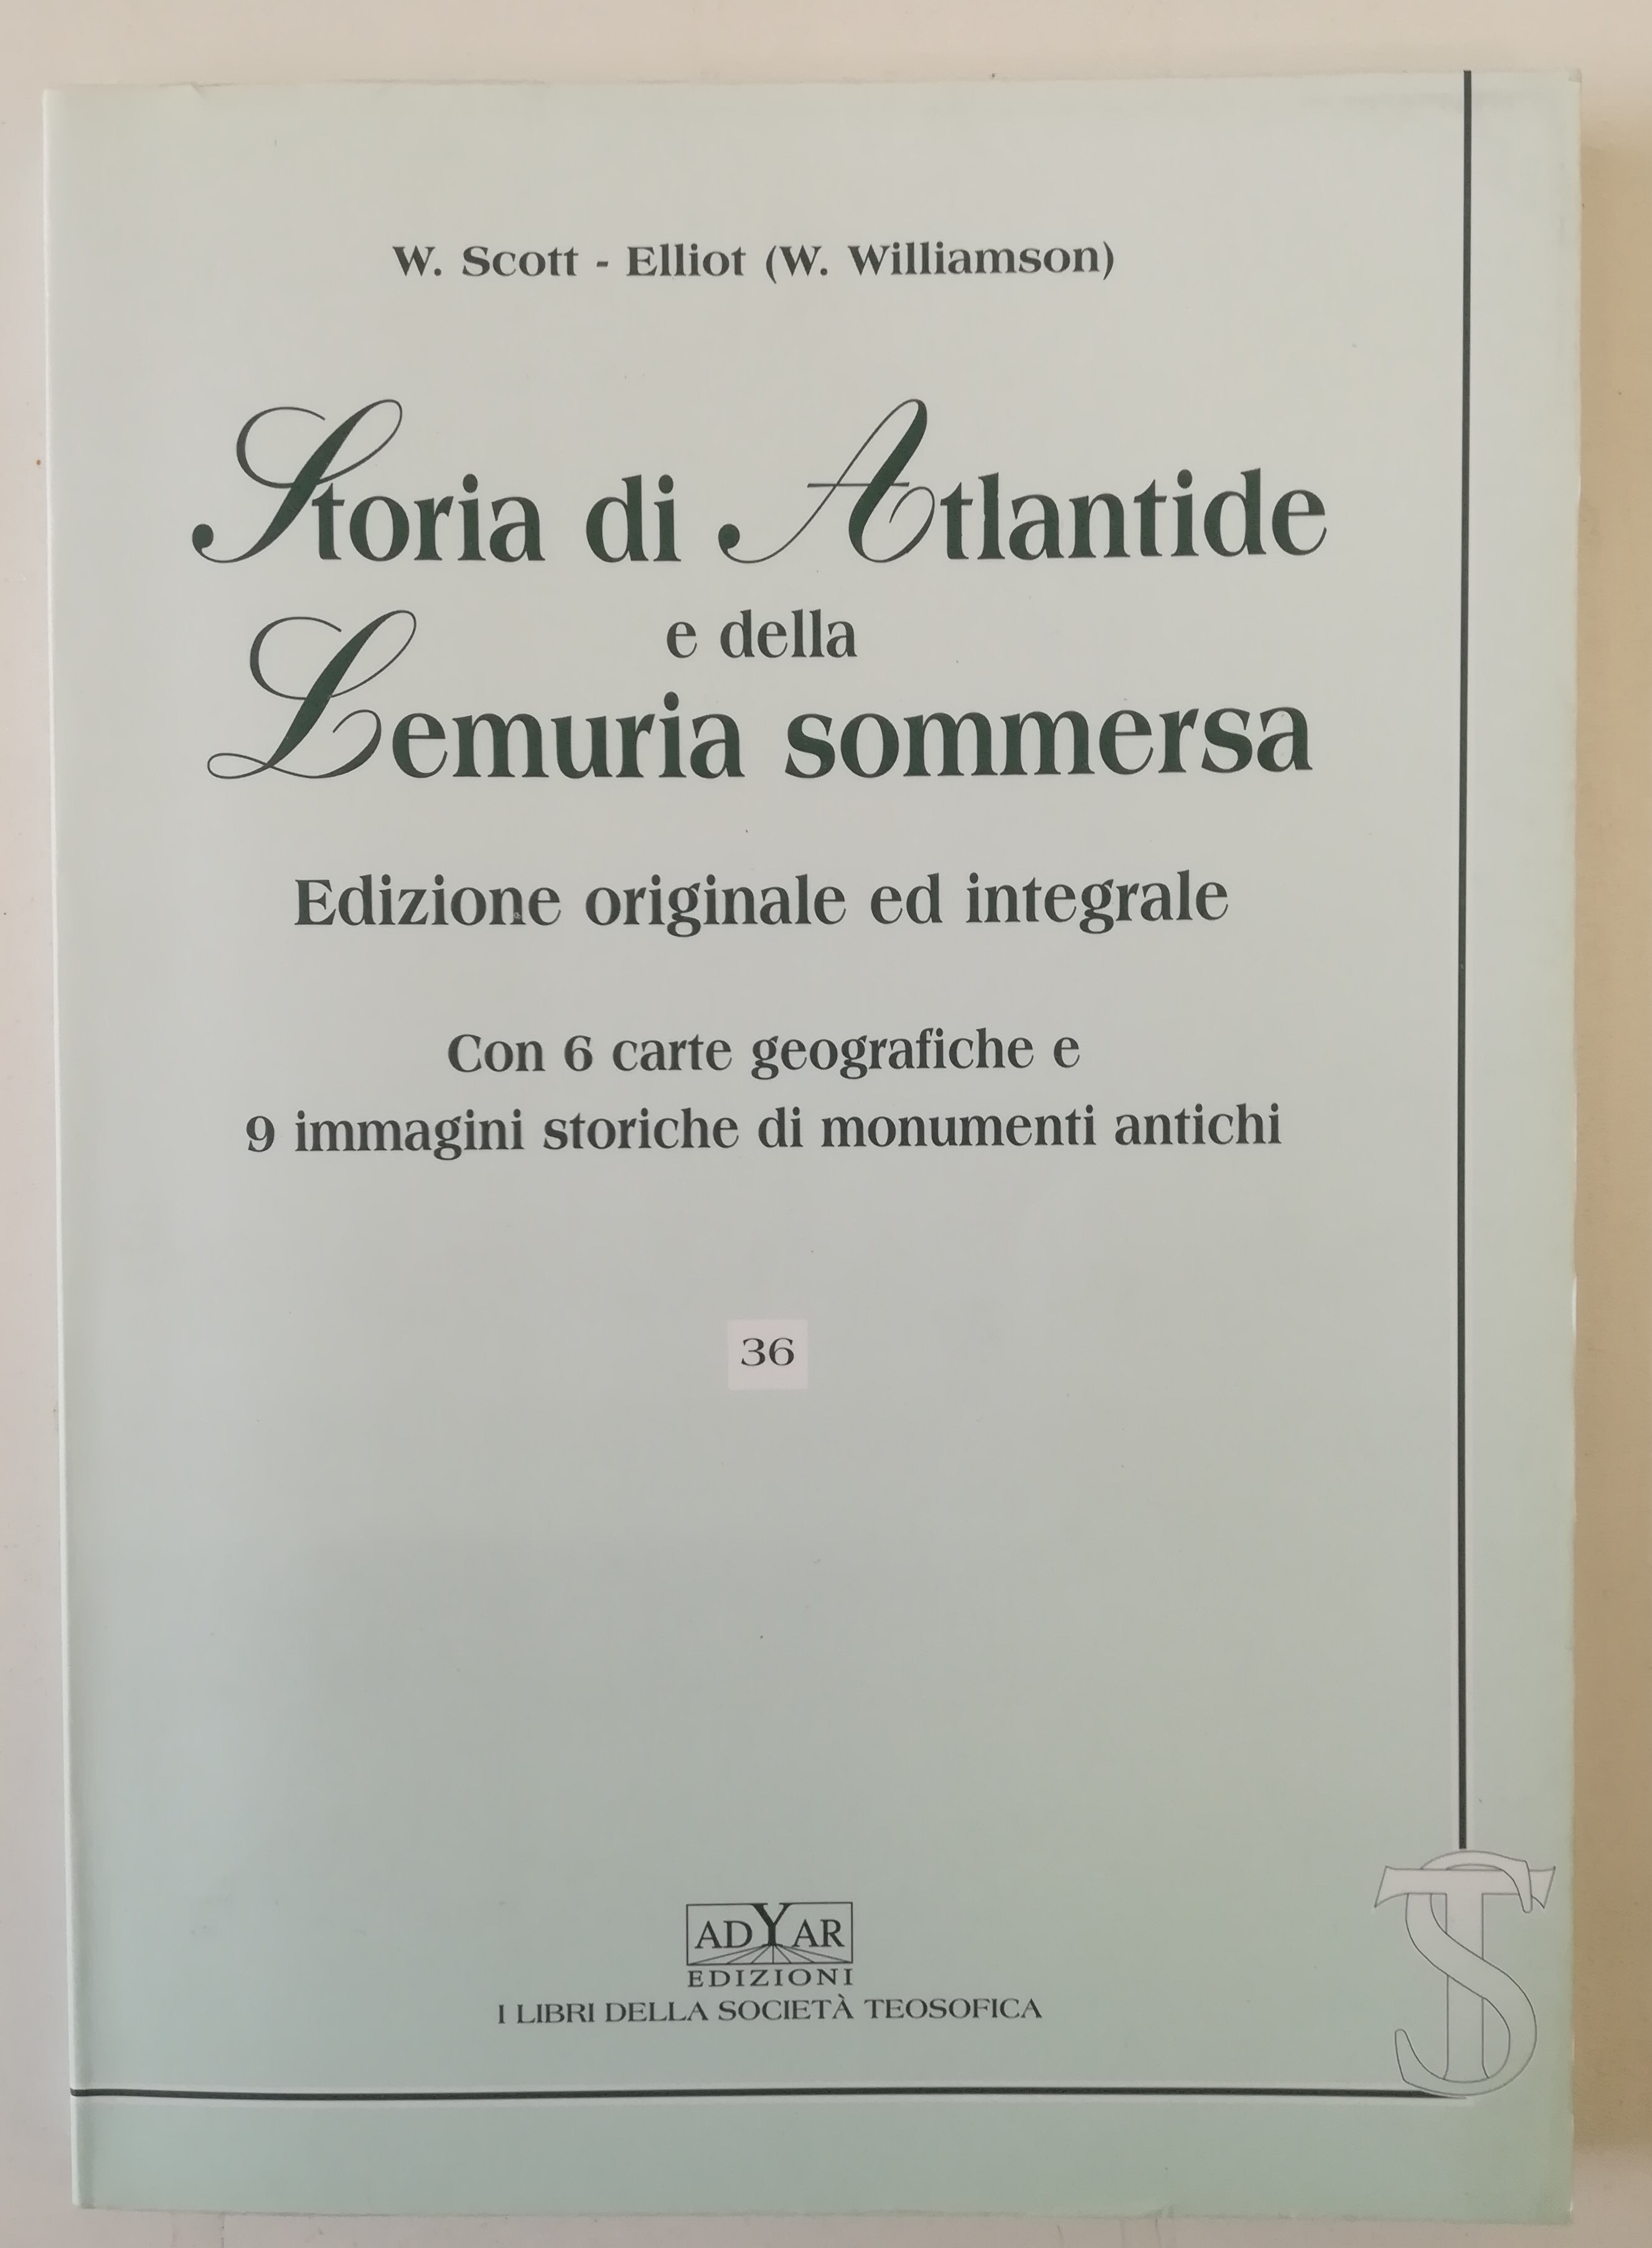 W. Scott - Elliot (W. Williamson)
Storia di Atlantide
e della
Lemuria sommersa
Edizione originale ed integrale
Con 6 carte geografiche e
9 immagini storiche di monumenti antichi
36
ADYAR
EDIZIONI
I LIBRI DELLA SOCIETÀ TEOSOFICA
TS